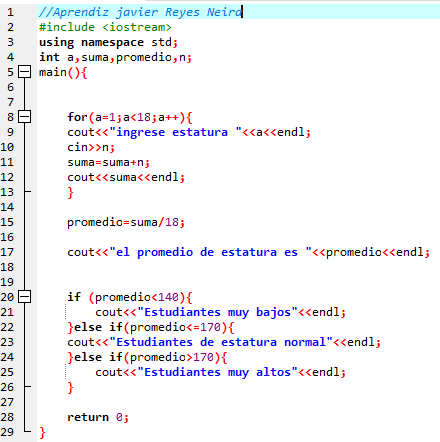 1 //Aprendiz javier Reyes Neira
2 #include <iostream>
3 using namespace std;
4 int a,suma,promedio,n;
5 main(){
6
7
8 for(a=1;a<18;a++){
9 cout<<"ingrese estatura "<<a<<endl;
10 cin>>n;
11 suma=suma+n;
12 cout<<suma<<endl;
13 }
14
15 promedio=suma/18;
16
17 cout<<"el promedio de estatura es "<<promedio<<endl;
18
19
20 if (promedio<140){
21 cout<<"Estudiantes muy bajos"<<endl;
22 }else if(promedio<=170){
23 cout<<"Estudiantes de estatura normal"<<endl;
24 }else if(promedio>170){
25 cout<<"Estudiantes muy altos"<<endl;
26 }
27
28 return 0;
29 }